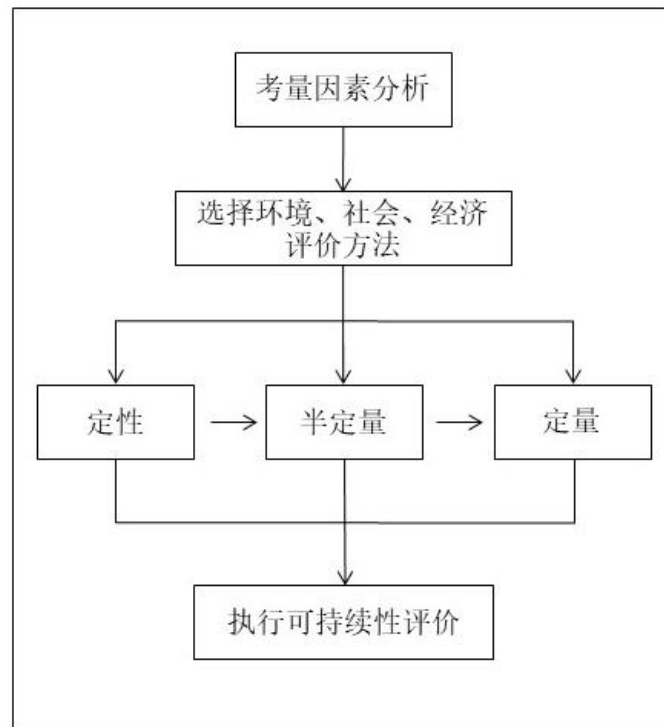 考量因素分析
选择环境、社会、经济
评价方法
定性
半定量
定量
执行可持续性评价